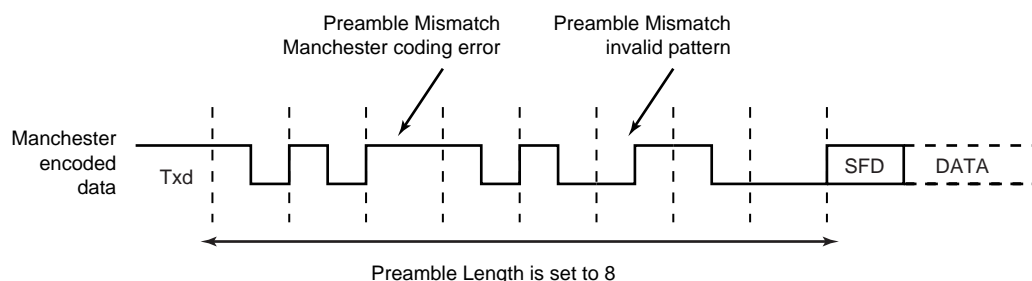 Preamble Mismatch
Manchester coding error
Preamble Mismatch
invalid pattern
Manchester
encoded
data
Txd
SFD
DATA
Preamble Length is set to 8